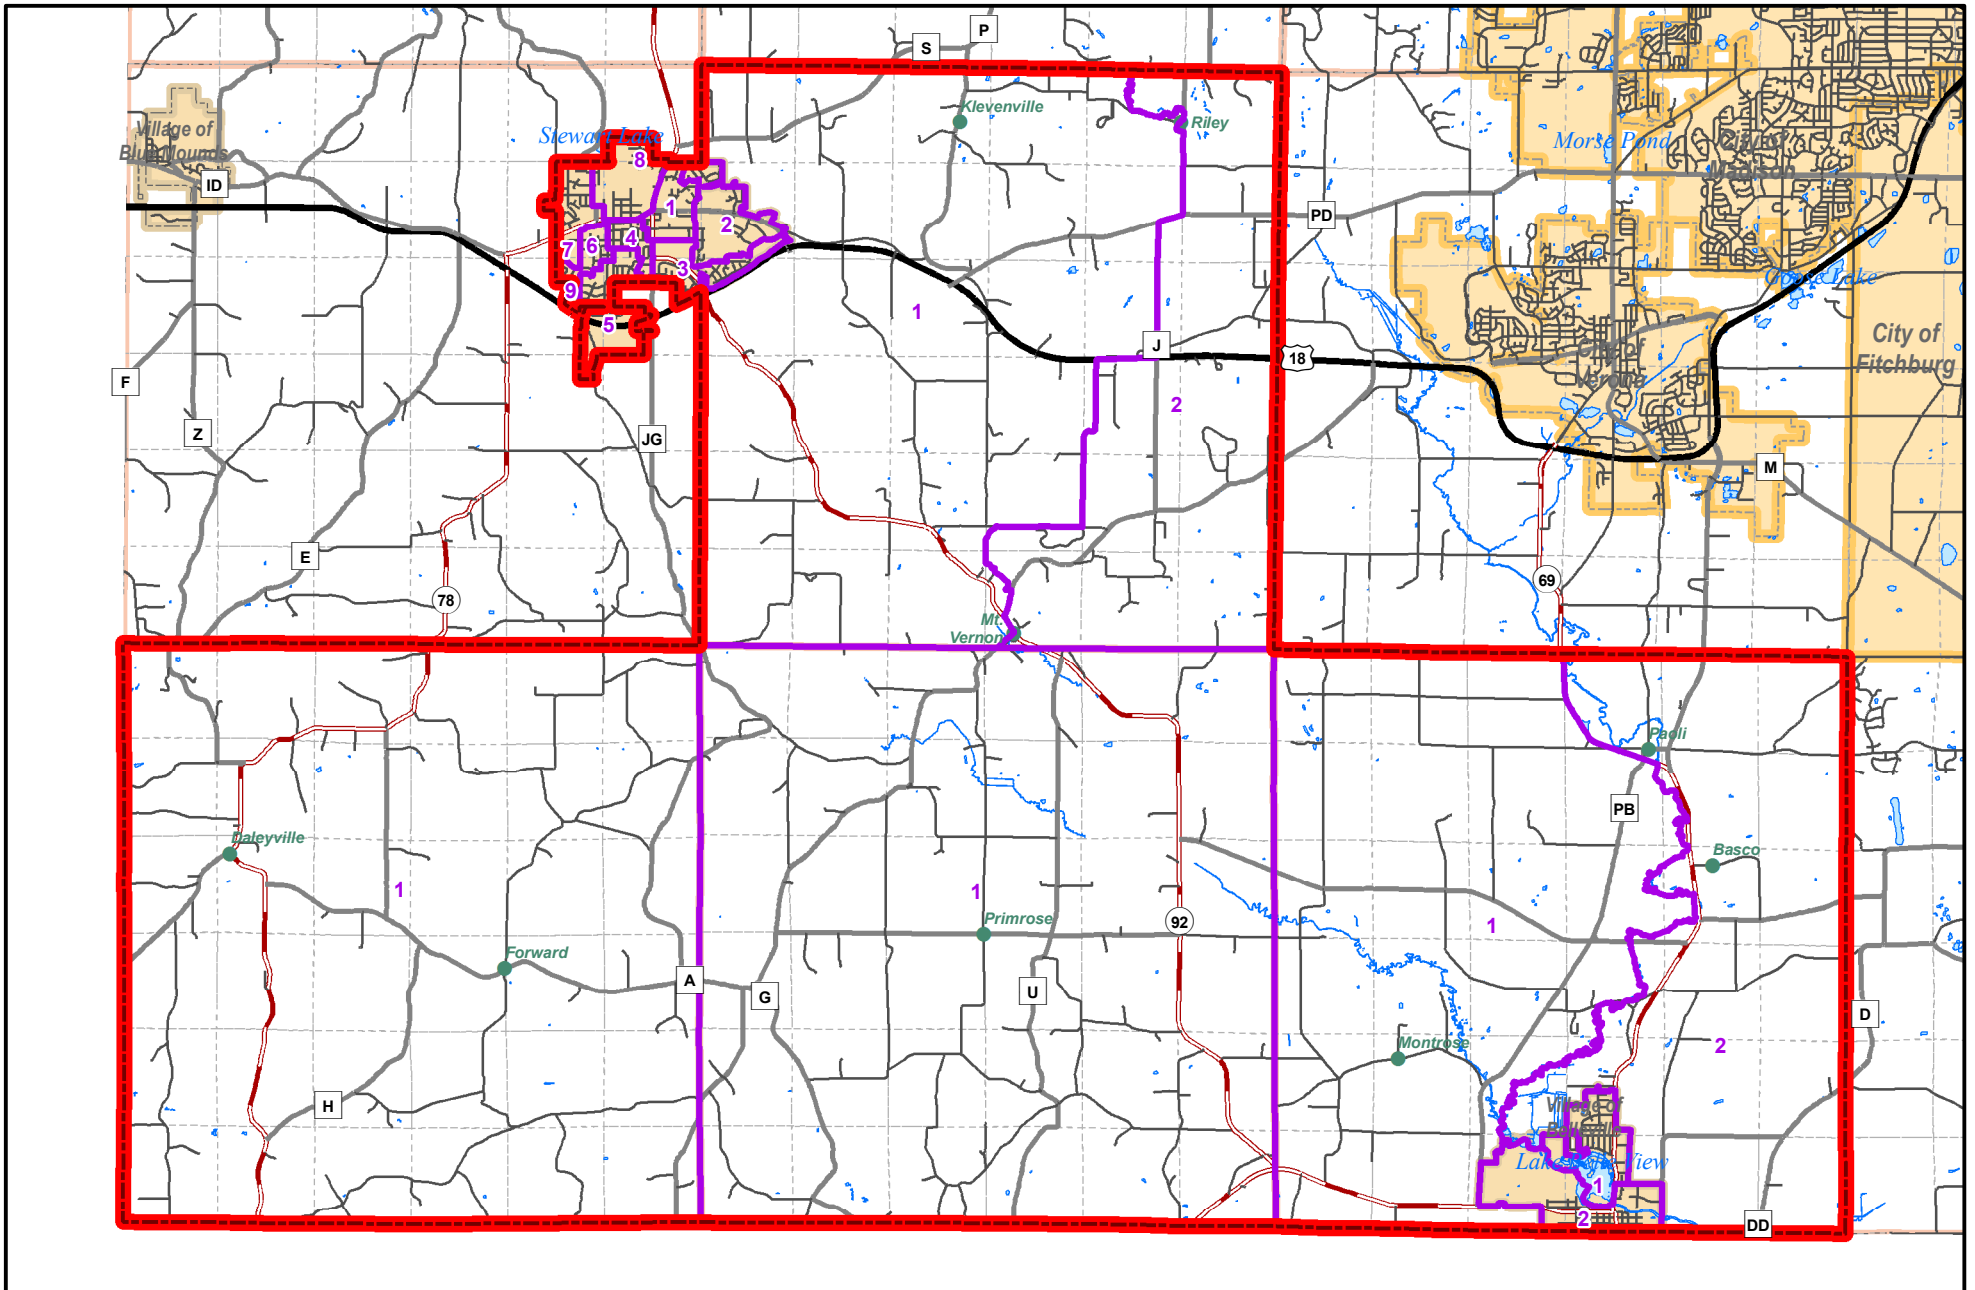 P
S
Klevenville
Riley
Village of
Blue Mounds
Stewart Lake
Morse Pond
City of
Madison
ID
8
1
2
PD
4
6
7
3
9
5
Goose Lake
1
City of
Fitchburg
J
18
City of
Verona
F
2
Z
JG
M
E
78
69
Mt.
Vernon
Paoli
PB
Daleyville
Basco
1
1
Primrose
92
1
Forward
A
G
U
D
Montrose
2
H
Village of
Belleville
Lake Belle View
1
2
DD